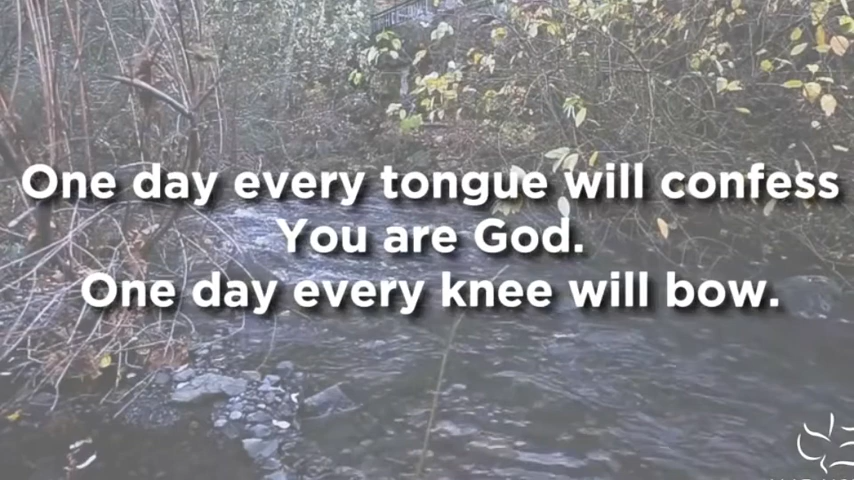 One day every tongue will confess
You are God.
One day every knee will bow.